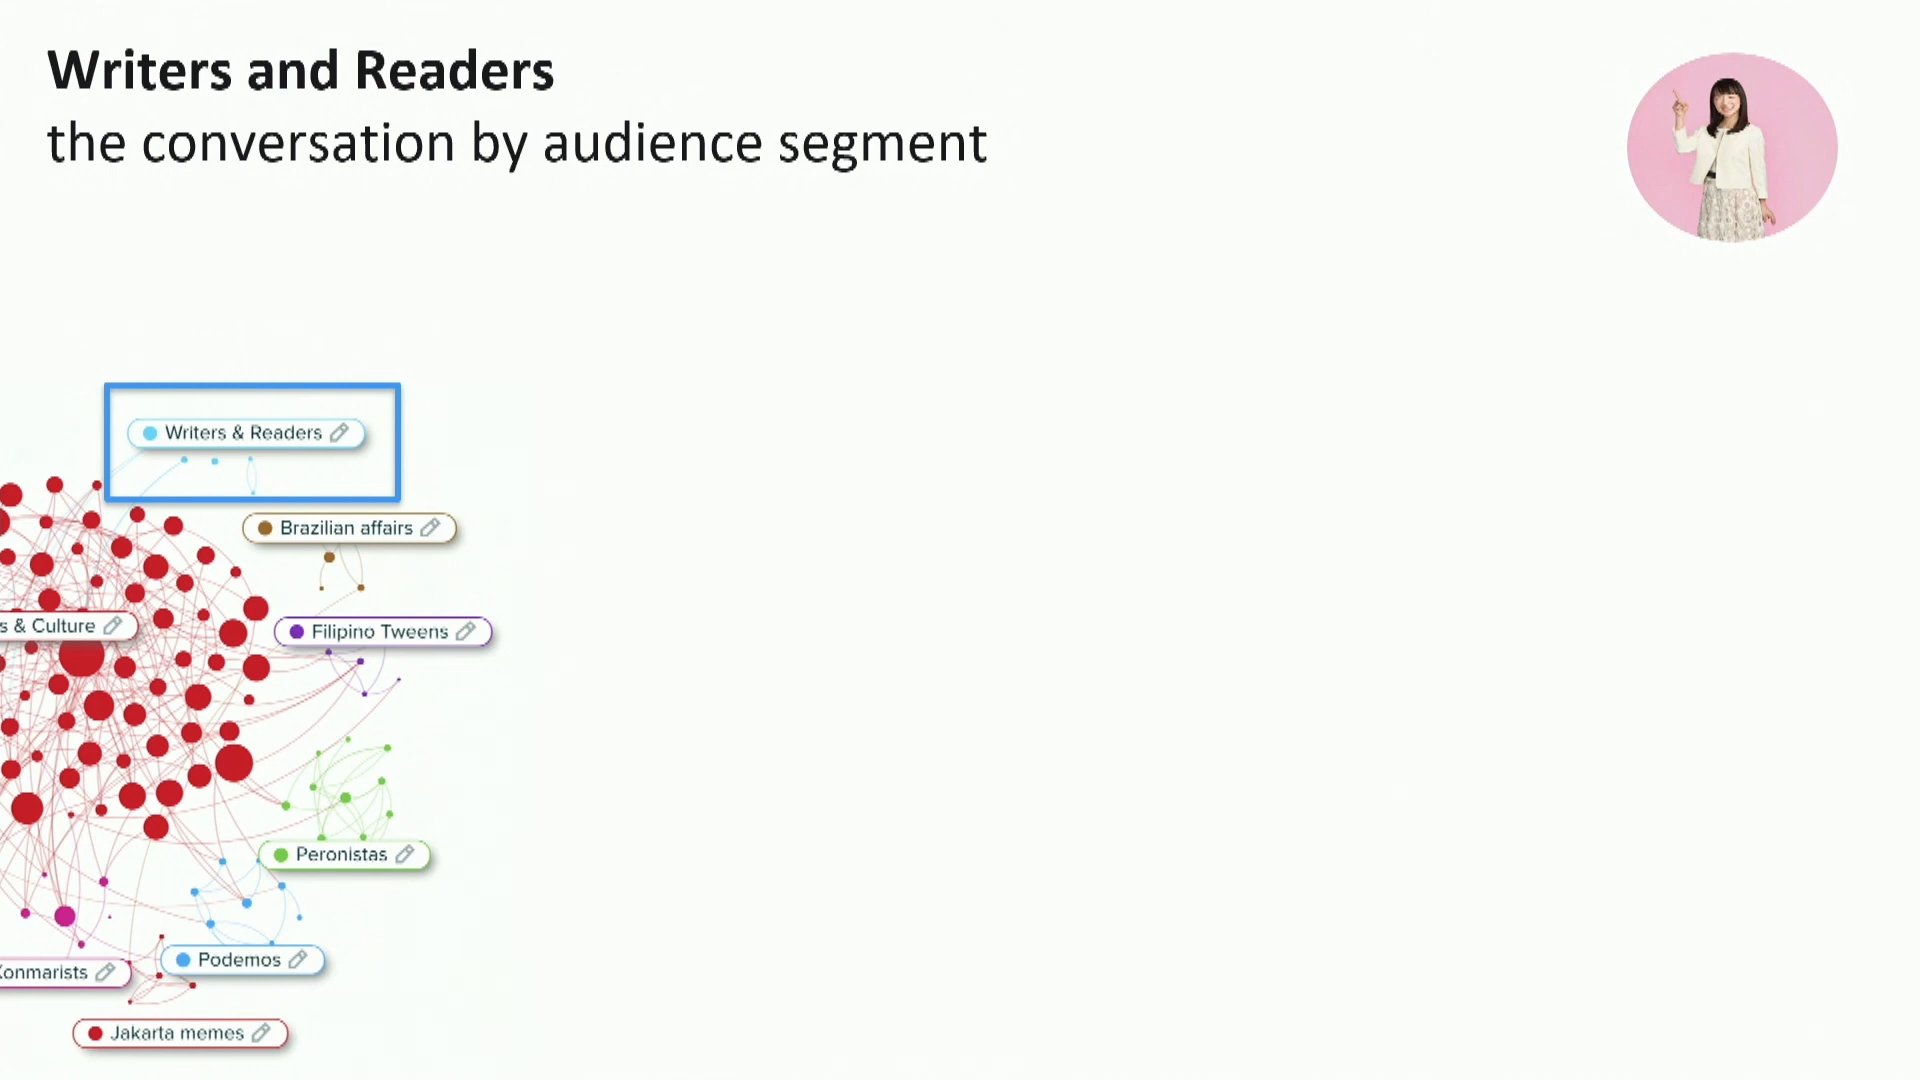 Writers and Readers
the conversation by audience segment
Writers & Readers
Brazilian affairs
s & Culture
Filipino Tweens
Peronistas
Podemos
Konmarists
Jakarta memes